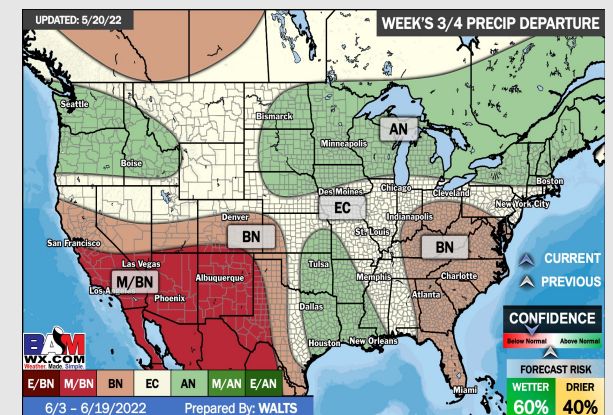 UPDATED: 5/20/22
WEEK'S 3/4 PRECIP DEPARTURE
Seattle
Bismarck
AN
Minneapolis
Boise
Boston
Des Moines
Chicago
Cleveland
New York City
EC
Denver
Indianapolis
BN
St. Louis
BN
San Francisco
CURRENT
Las Vegas
Tulsa
Albuquerque
Memphis
Charlotte
M/BN
PREVIOUS
Los
Phoenix
Atlanta
Dallas
CONFIDENCE
Below Normal
Above Normal
Houston
New Orleans
BAM
WX.COM
Weather. Made. Simple.
FORECAST RISK
E/BN M/BN BN EC AN M/AN E/AN
WETTER
DRIER
Miami
60%
40%
6/3 – 6/19/2022
Prepared By: WALTS